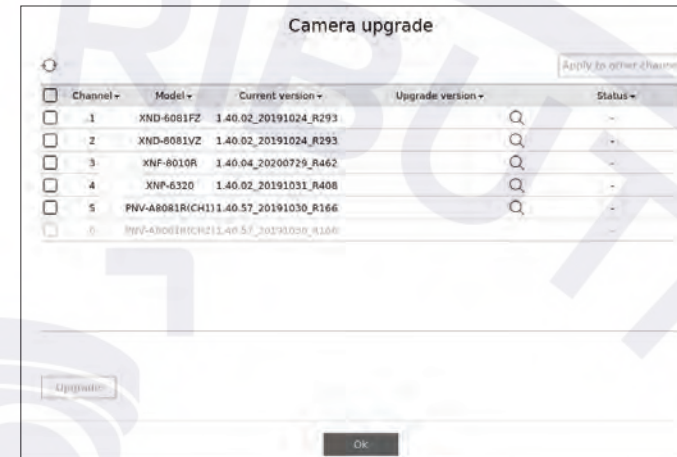 Camera upgrade
Apply to other channe
Channel Model Current version Upgrade version Status
1 XND-6081FZ 1.40.02_20191024_R293 -
2 XND-6081VZ 1.40.02_20191024_R293 -
3 XNF-8010R 1.40.04_20200729_R462 -
4 XNP-6320 1.40.02_20191031_R408 -
5 PNV-A8081R(CH1) 1.40.57_20191030_R166 -
6 PNV-A8081R(CH2) 1.40.57_20191030_R166 -
Upgrade
Ok
RIBUT